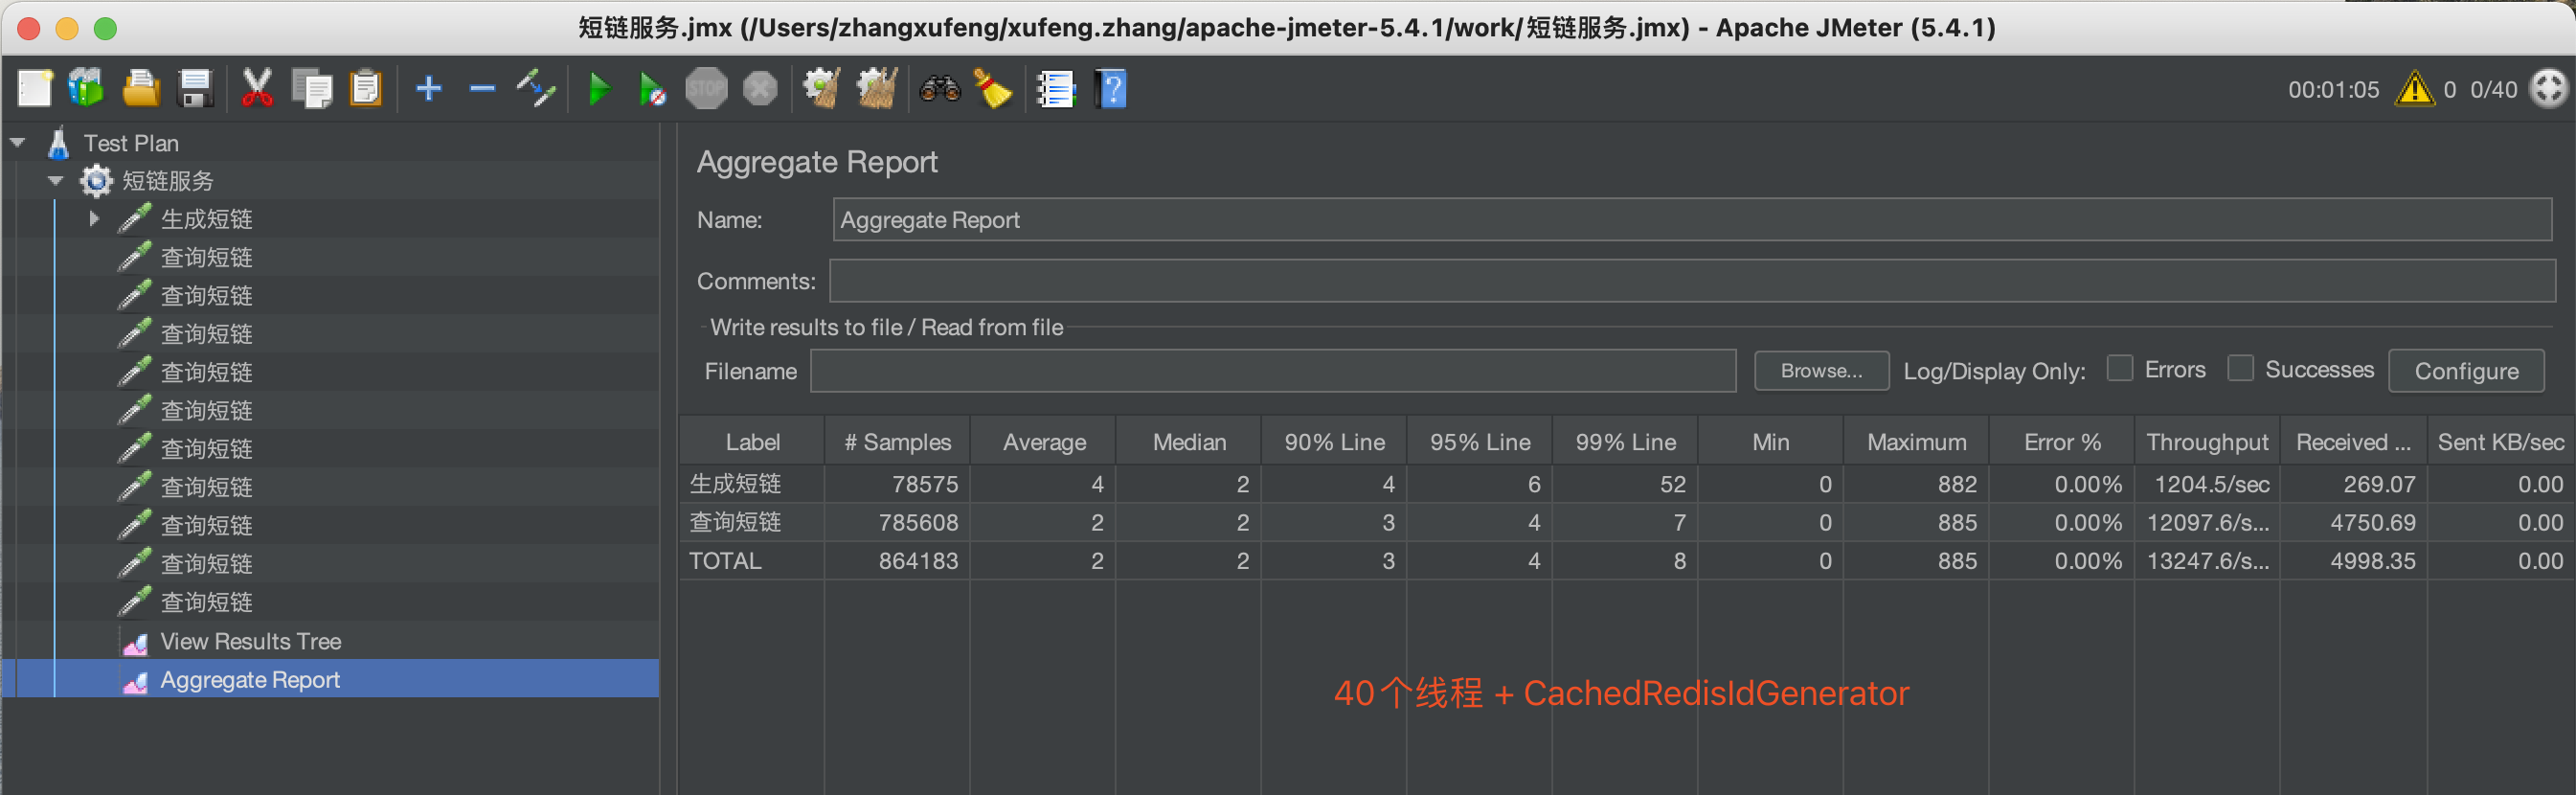 短链服务.jmx (/Users/zhangxufeng/xufeng.zhang/apache-jmeter-5.4.1/work/短链服务.jmx) - Apache JMeter (5.4.1)
STOP
00:01:05 0 0/40
Test Plan
短链服务
生成短链
查询短链
查询短链
查询短链
查询短链
查询短链
查询短链
查询短链
查询短链
查询短链
查询短链
View Results Tree
Aggregate Report
Aggregate Report
Name: Aggregate Report
Comments:
Write results to file / Read from file
Filename Browse... Log/Display Only: Errors Successes Configure
Label # Samples Average Median 90% Line 95% Line 99% Line Min Maximum Error % Throughput Received ... Sent KB/sec
生成短链 78575 4 2 4 6 52 0 882 0.00% 1204.5/sec 269.07 0.00
查询短链 785608 2 2 3 4 7 0 885 0.00% 12097.6/s... 4750.69 0.00
TOTAL 864183 2 2 3 4 8 0 885 0.00% 13247.6/s... 4998.35 0.00
40个线程 + CachedRedisIdGenerator